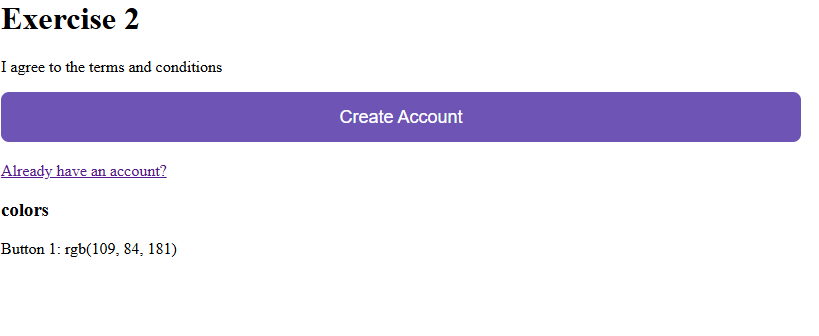 Exercise 2
I agree to the terms and conditions
Create Account
Already have an account?
colors
Button 1: rgb(109, 84, 181)